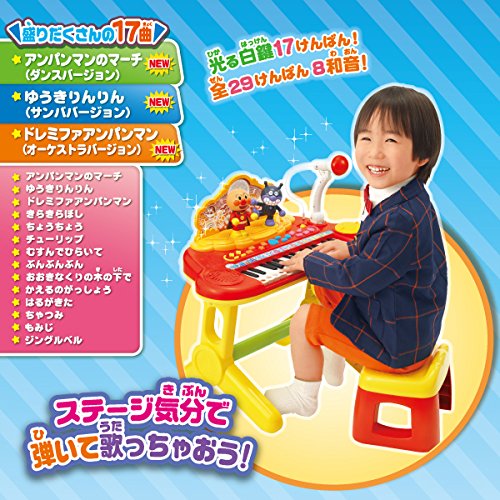 盛りだくさんの17曲
★アンパンマンのマーチ
(ダンスバージョン) NEW
★ゆうきりんりん
(サンババージョン) NEW
★ドレミファアンパンマン
(オーケストラバージョン) NEW
★アンパンマンのマーチ
★ゆうきりんりん
★ドレミファアンパンマン
★きらきらぼし
★ちょうちょう
★チューリップ
★むすんでひらいて
★ぶんぶんぶん
★おおきなくりの木の下で
★かえるのがっしょう
★はるがきた
★ちゃつみ
★もみじ
★ジングルベル
光る白鍵17けんばん!
全29けんばん 8和音!
ステージ気分で
弾いて歌っちゃおう!